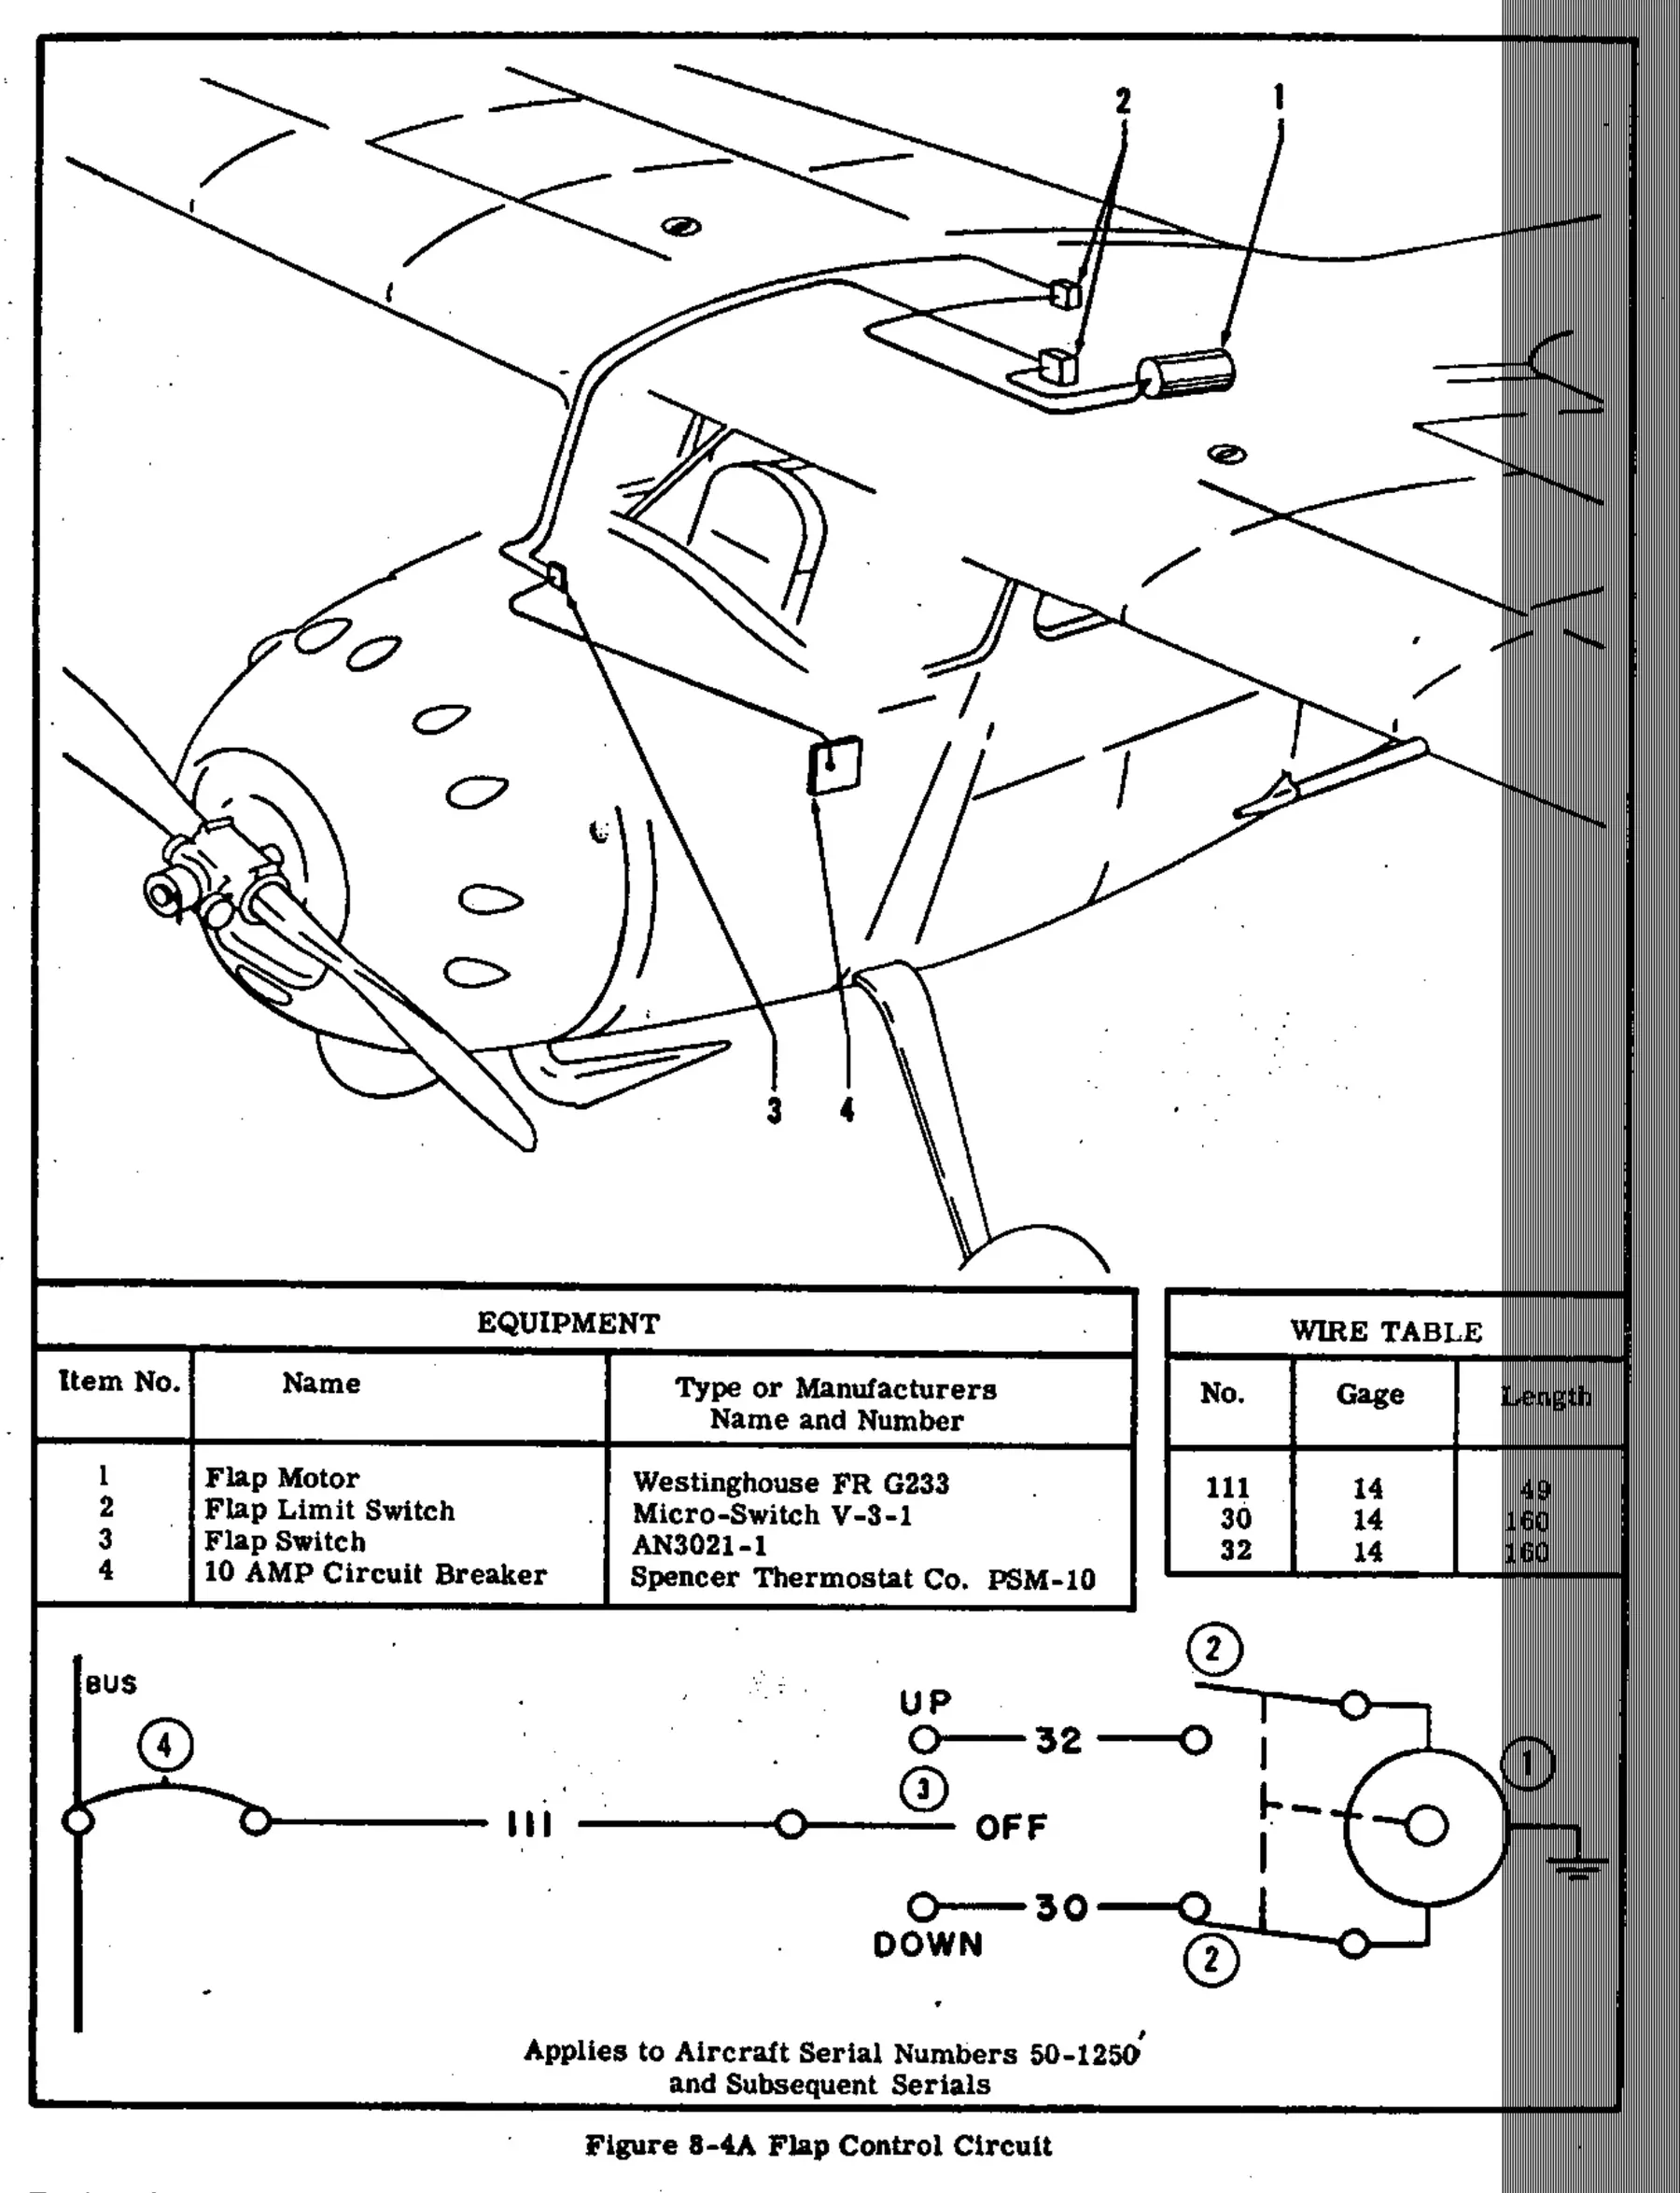 2 1
3 4
EQUIPMENT
Item No. Name Type or Manufacturers
Name and Number
1 Flap Motor Westinghouse FR G233
2 Flap Limit Switch Micro-Switch V-3-1
3 Flap Switch AN3021-1
4 10 AMP Circuit Breaker Spencer Thermostat Co. PSM-10
WIRE TABLE
No. Gage Length
111 14 49
30 14 160
32 14 160
BUS
4
111
UP
32
3
OFF
30
DOWN
2
1
2
Applies to Aircraft Serial Numbers 50-1250
and Subsequent Serials
Figure 8-4A Flap Control Circuit